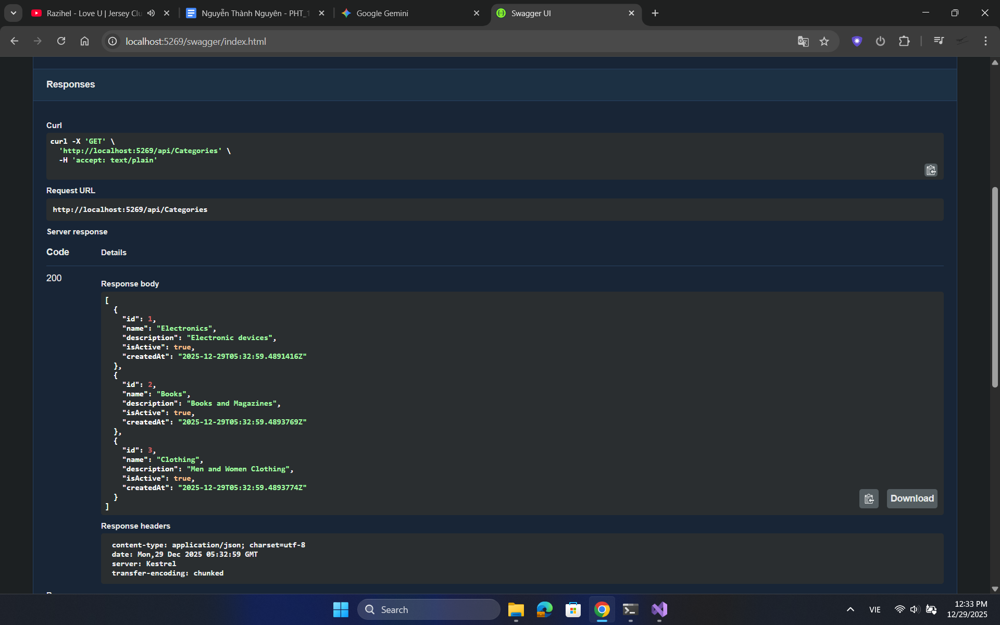 Razihel - Love U | Jersey Clu
Nguyễn Thành Nguyên - PHT_1
Google Gemini
Swagger UI
localhost:5269/swagger/index.html
Responses
Curl
curl -X 'GET' \
  'http://localhost:5269/api/Categories' \
  -H 'accept: text/plain'
Request URL
http://localhost:5269/api/Categories
Server response
Code Details
200
Response body
[
  {
    "id": 1,
    "name": "Electronics",
    "description": "Electronic devices",
    "isActive": true,
    "createdAt": "2025-12-29T05:32:59.4891416Z"
  },
  {
    "id": 2,
    "name": "Books",
    "description": "Books and Magazines",
    "isActive": true,
    "createdAt": "2025-12-29T05:32:59.4893769Z"
  },
  {
    "id": 3,
    "name": "Clothing",
    "description": "Men and Women Clothing",
    "isActive": true,
    "createdAt": "2025-12-29T05:32:59.4893774Z"
  }
]
Download
Response headers
content-type: application/json; charset=utf-8
date: Mon,29 Dec 2025 05:32:59 GMT
server: Kestrel
transfer-encoding: chunked
Search
VIE
12:33 PM
12/29/2025